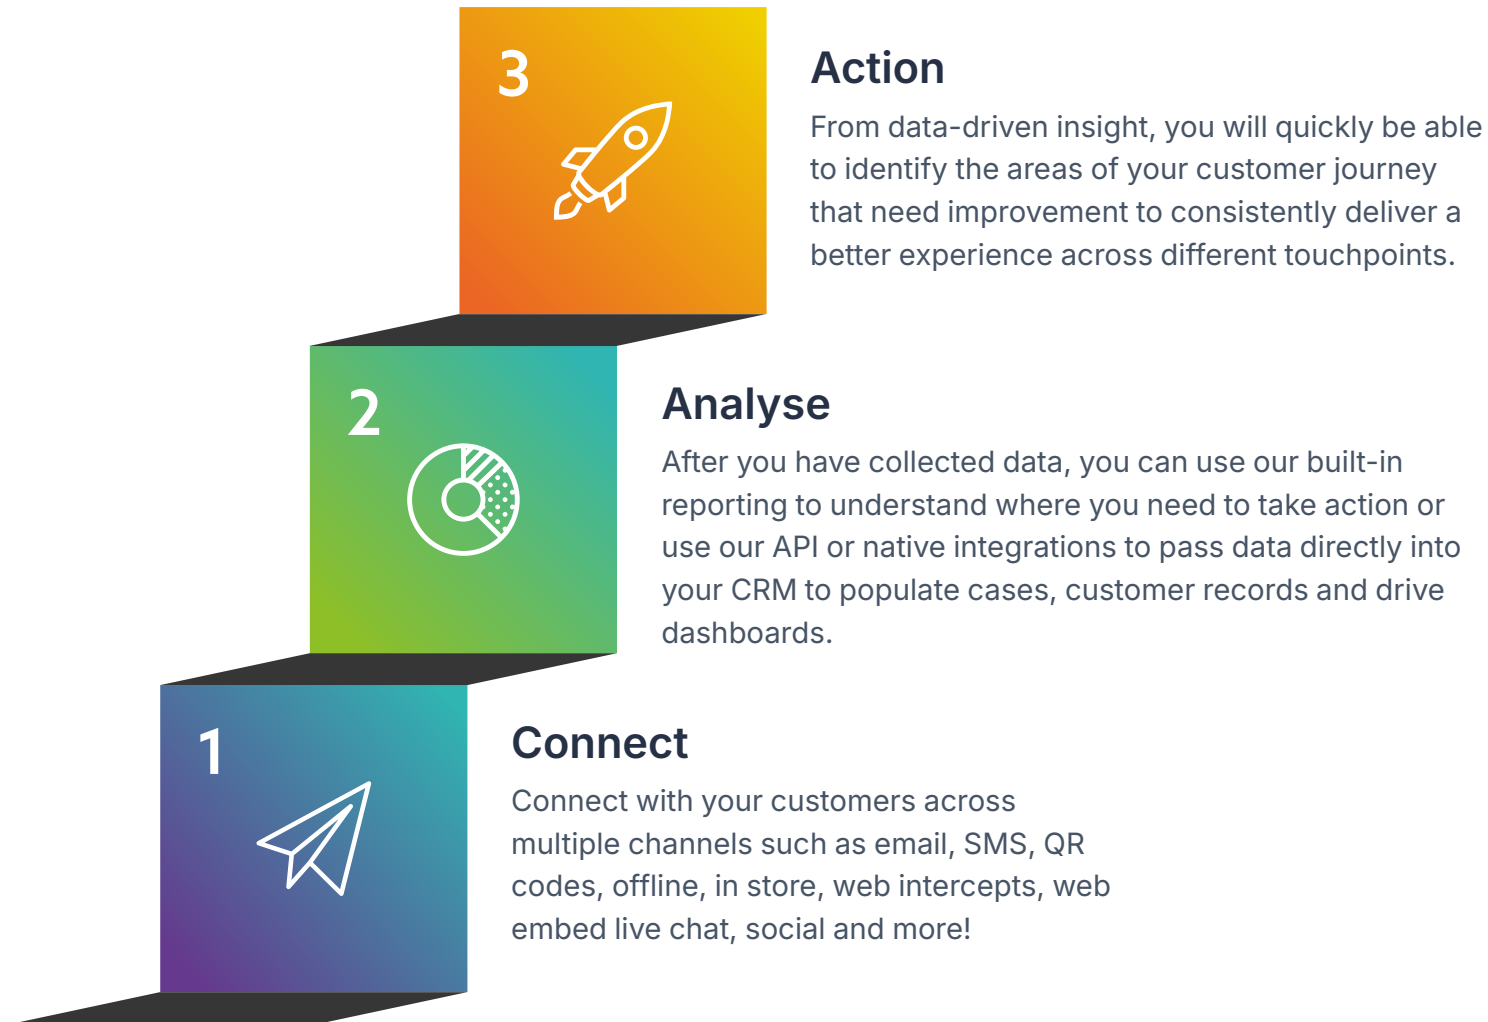 3
Action
From data-driven insight, you will quickly be able
to identify the areas of your customer journey
that need improvement to consistently deliver a
better experience across different touchpoints.
2
Analyse
After you have collected data, you can use our built-in
reporting to understand where you need to take action or
use our API or native integrations to pass data directly into
your CRM to populate cases, customer records and drive
dashboards.
1
Connect
Connect with your customers across
multiple channels such as email, SMS, QR
codes, offline, in store, web intercepts, web
embed live chat, social and more!